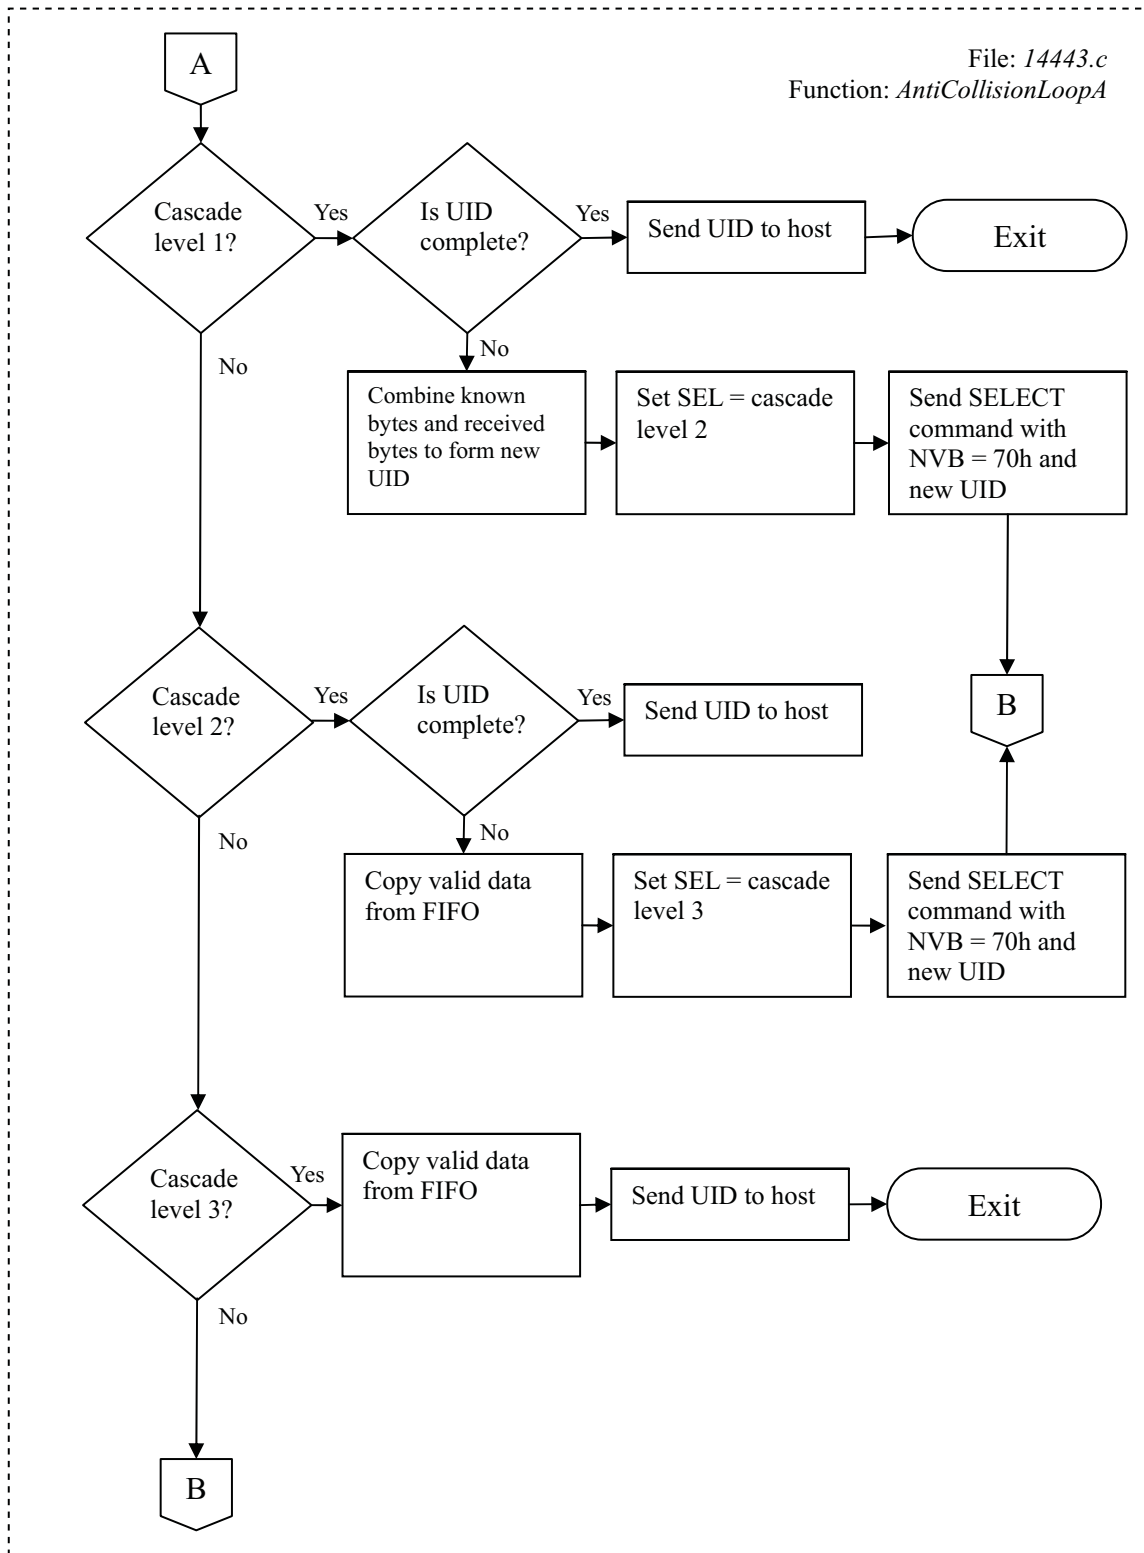 A
File: 14443.c
Function: AntiCollisionLoopA
Cascade
level 1?
Yes
Is UID
complete?
Yes
Send UID to host
Exit
No
No
Combine known
bytes and received
bytes to form new
UID
Set SEL = cascade
level 2
Send SELECT
command with
NVB = 70h and
new UID
B
Cascade
level 2?
Yes
Is UID
complete?
Yes
Send UID to host
No
No
Copy valid data
from FIFO
Set SEL = cascade
level 3
Send SELECT
command with
NVB = 70h and
new UID
Cascade
level 3?
Yes
Copy valid data
from FIFO
Send UID to host
Exit
No
B